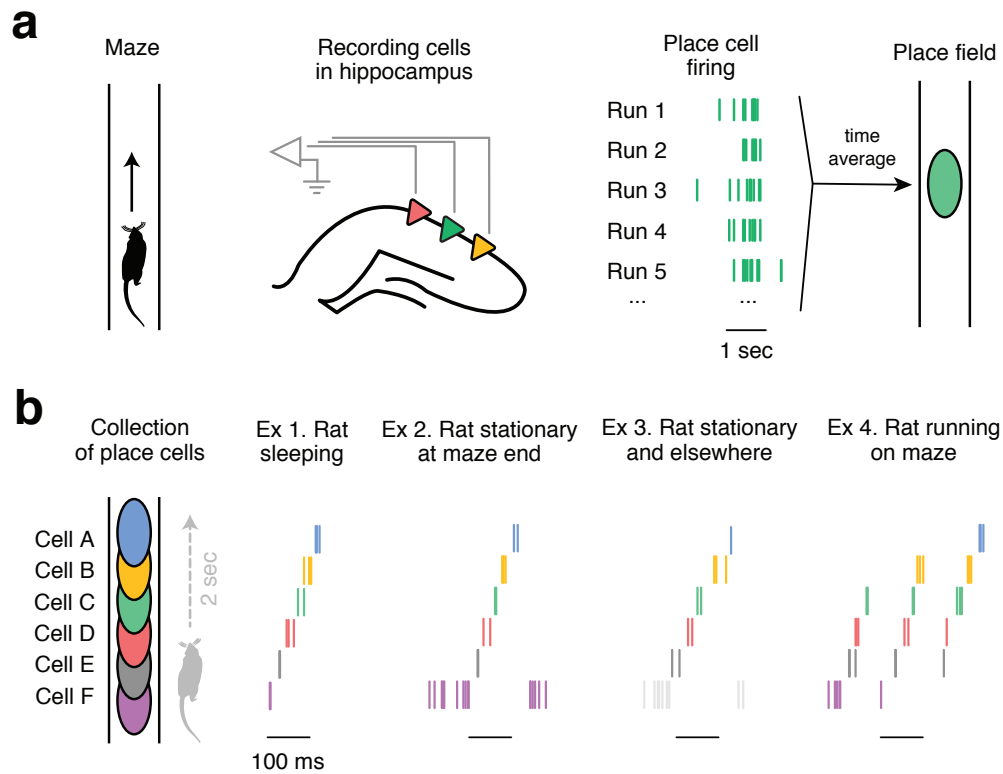 a
Maze
Recording cells
in hippocampus
Place cell
firing
Place field
Run 1
Run 2
Run 3
Run 4
Run 5
...
...
1 sec
time
average
b
Collection
of place cells
Ex 1. Rat
sleeping
Ex 2. Rat stationary
at maze end
Ex 3. Rat stationary
and elsewhere
Ex 4. Rat running
on maze
Cell A
Cell B
Cell C
Cell D
Cell E
Cell F
2 sec
100 ms